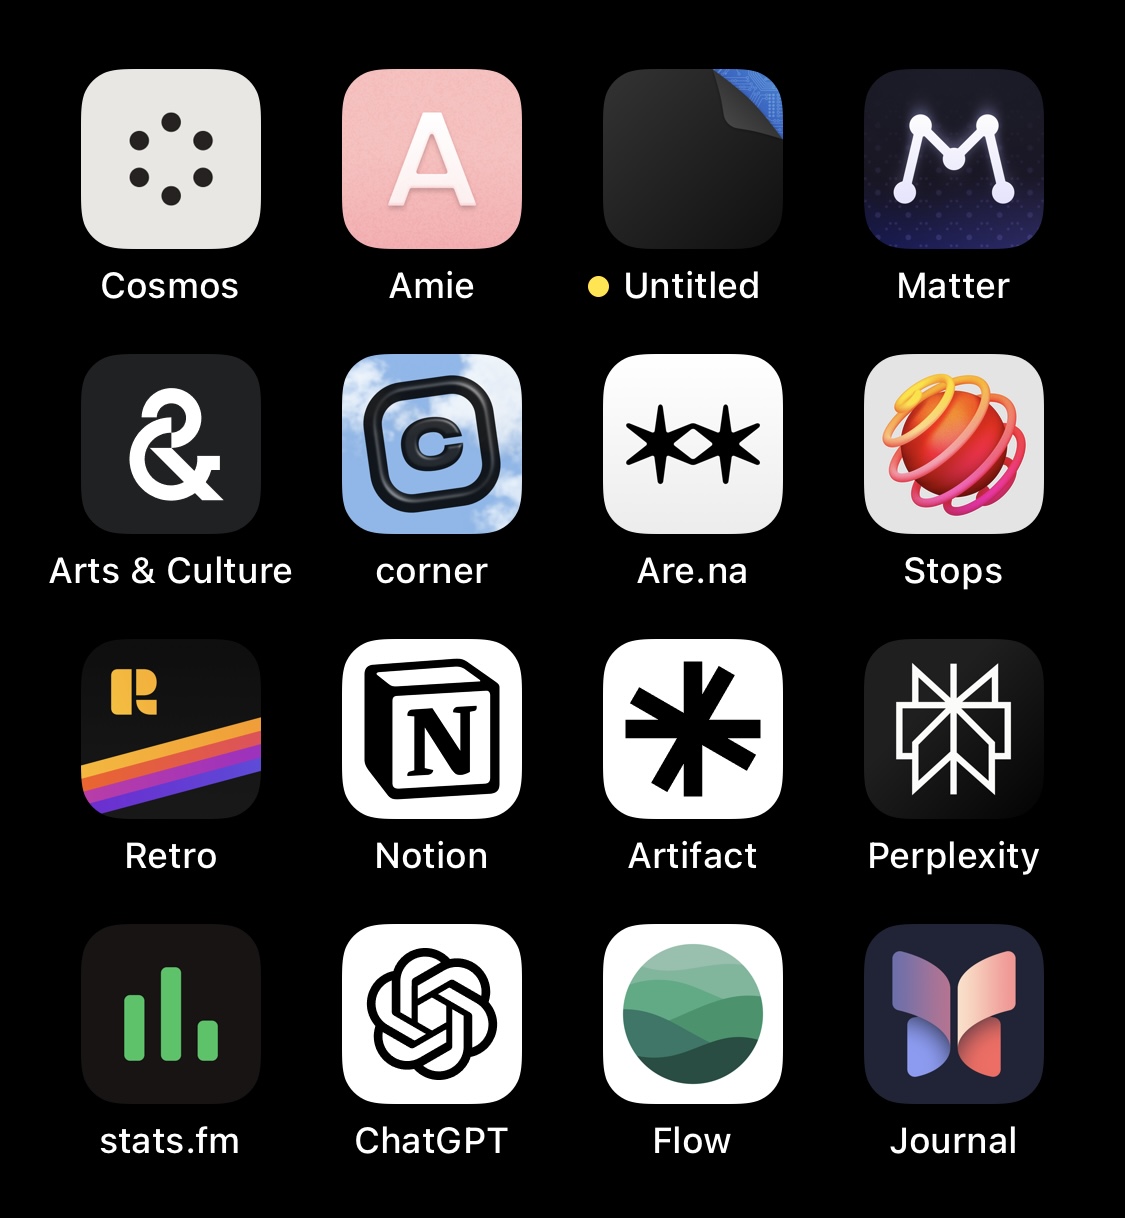 Cosmos
Amie
Untitled
Matter
Arts & Culture
corner
Are.na
Stops
Retro
Notion
Artifact
Perplexity
stats.fm
ChatGPT
Flow
Journal